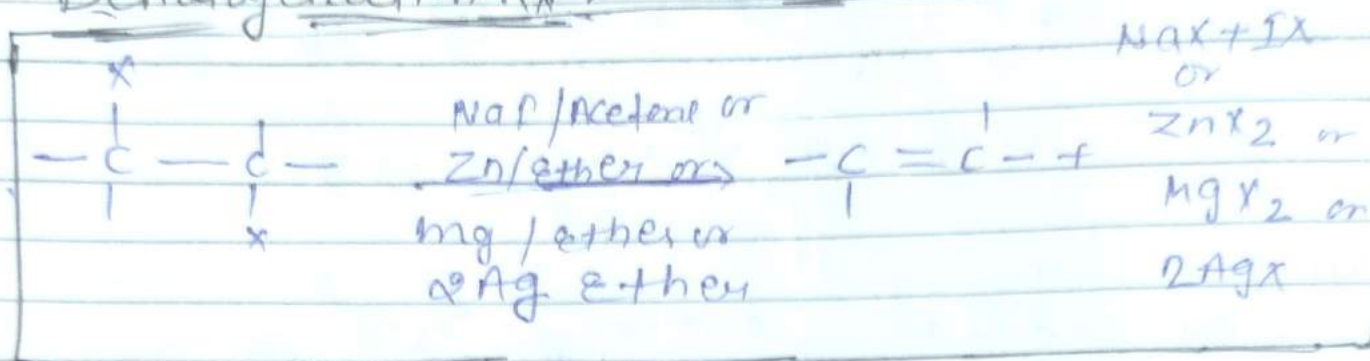 NaX + IX
or
X
NaI / Acetone or
ZnX2 or
- C - C -
Zn/ether or → - C = C - +
X
mg / ether or
MgX2 or
2Ag Ether
2AgX